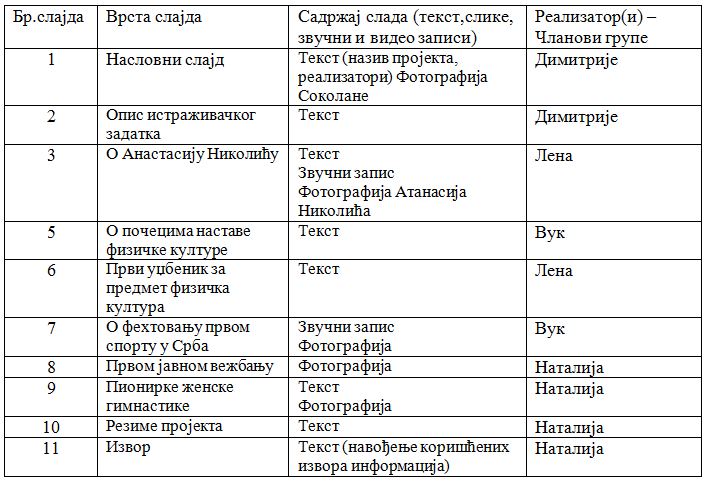 Бр.слајда Врста слајда Садржај слада (текст,слике, Реализатор(и) –
звучни и видео записи) Чланови групе
1 Насловни слајд Текст (назив пројекта, Димитрије
реализатори) Фотографија
Соколане
2 Опис истраживачког Текст Димитрије
задатка
3 О Анастасију Николићу Текст Лена
Звучни запис
Фотографија Атанасија
Николића
5 О почецима наставе Текст Вук
физичке културе
6 Први уџбеник за Текст Лена
предмет физичка
култура
7 О фехтовању првом Звучни запис Вук
спорту у Срба Фотографија
8 Првом јавном вежбању Фотографија Наталија
9 Пионирке женске Текст Наталија
гимнастике Фотографија
10 Резиме пројекта Текст Наталија
11 Извор Текст (навођење коришћених Наталија
извора информација)